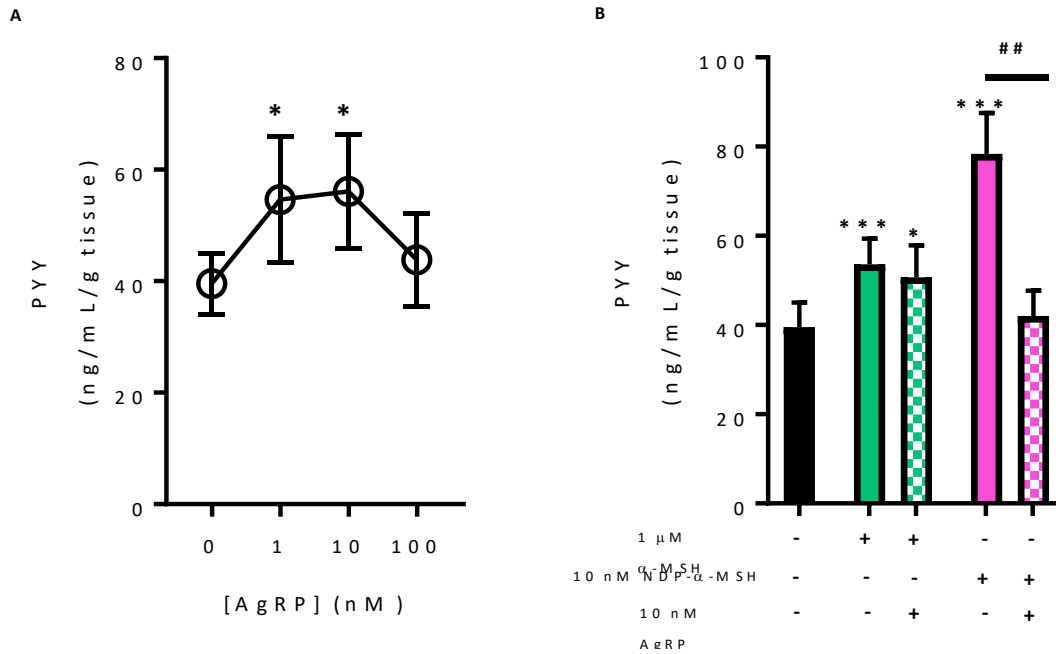 A
80
60
40
20
0
PYY
(ng/mL/g tissue)
* *
0 1 10 100
[AgRP] (nM)
B
100
80
60
40
20
0
PYY
(ng/mL/g tissue)
##
***
*** *
1 μM
α-MSH
- + + - -
10 nM NDP-α-MSH
- - - + +
10 nM
AgRP
- - + - +